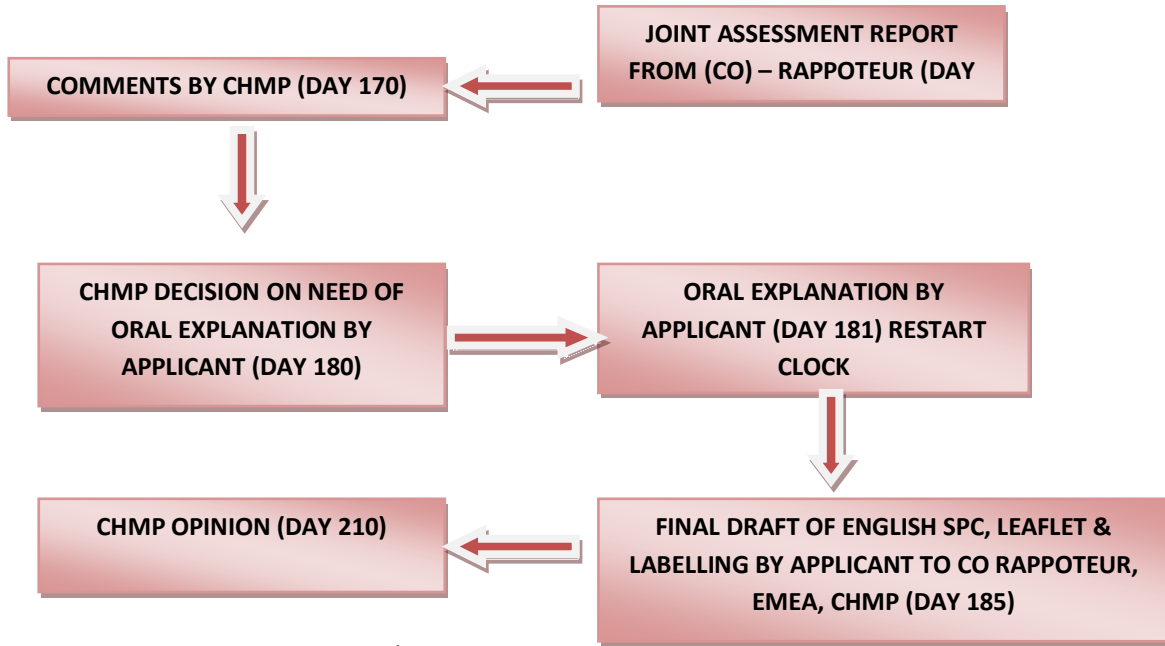 JOINT ASSESSMENT REPORT
FROM (CO) – RAPPOTEUR (DAY
COMMENTS BY CHMP (DAY 170)
CHMP DECISION ON NEED OF
ORAL EXPLANATION BY
APPLICANT (DAY 180)
ORAL EXPLANATION BY
APPLICANT (DAY 181) RESTART
CLOCK
FINAL DRAFT OF ENGLISH SPC, LEAFLET &
LABELLING BY APPLICANT TO CO RAPPOTEUR,
EMEA, CHMP (DAY 185)
CHMP OPINION (DAY 210)